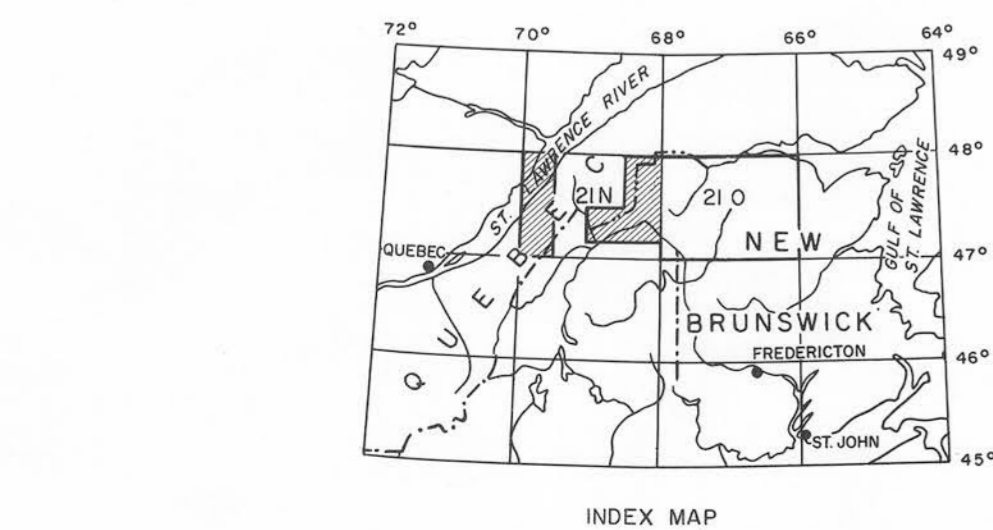 72° 70° 68° 66° 64°
49°
ST. LAWRENCE RIVER
48°
21N 21 O
GULF OF
ST. LAWRENCE
QUEBEC
NEW
47°
QUEBEC
BRUNSWICK
FREDERICTON
46°
ST. JOHN
45°
INDEX MAP